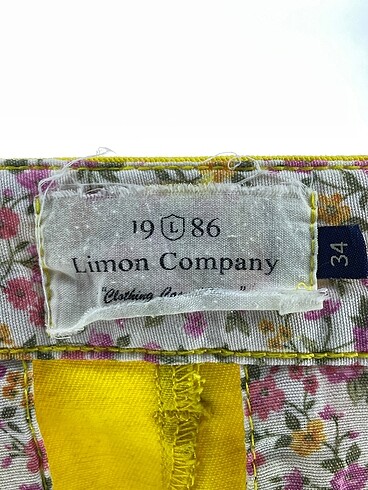 19 L 86
Limon Company
"Clothing
34